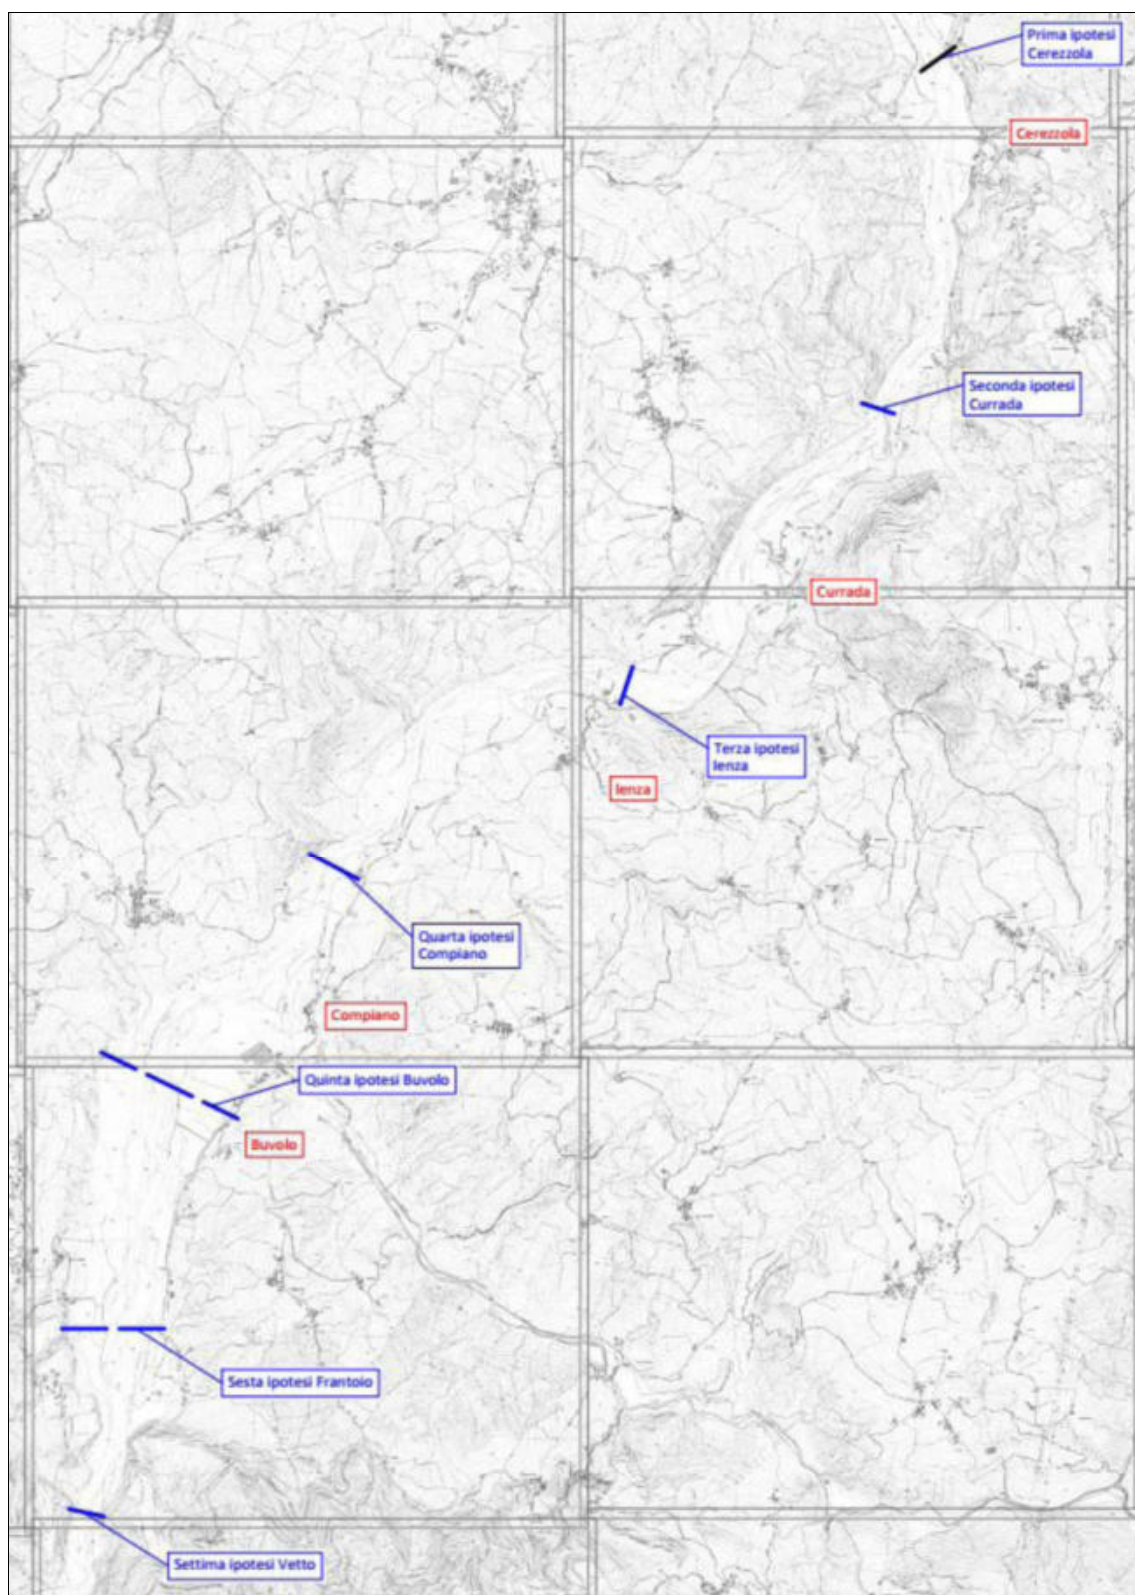 Prima ipotesi
Cerezzola
Cerezzola
Seconda ipotesi
Currada
Currada
Terza ipotesi
Ienza
Ienza
Quarta ipotesi
Compiano
Compiano
Quinta ipotesi Buvolo
Buvolo
Sesta ipotesi Frantoio
Settima ipotesi Vetto